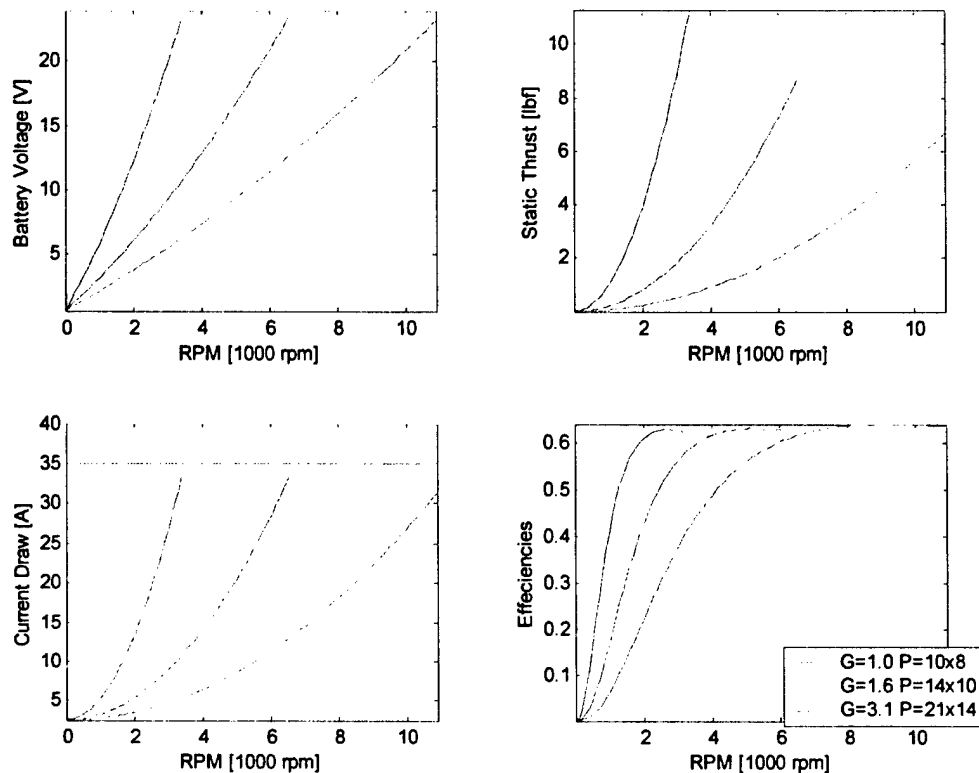 Battery Voltage [V]
20
15
10
5
0 2 4 6 8 10
RPM [1000 rpm]
Static Thrust [lbf]
10
8
6
4
2
2 4 6 8 10
RPM [1000 rpm]
Current Draw [A]
40
35
30
25
20
15
10
5
0 2 4 6 8 10
RPM [1000 rpm]
Effeciencies
0.6
0.5
0.4
0.3
0.2
0.1
2 4 6 8 10
RPM [1000 rpm]
G=1.0 P=10x8
G=1.6 P=14x10
G=3.1 P=21x14